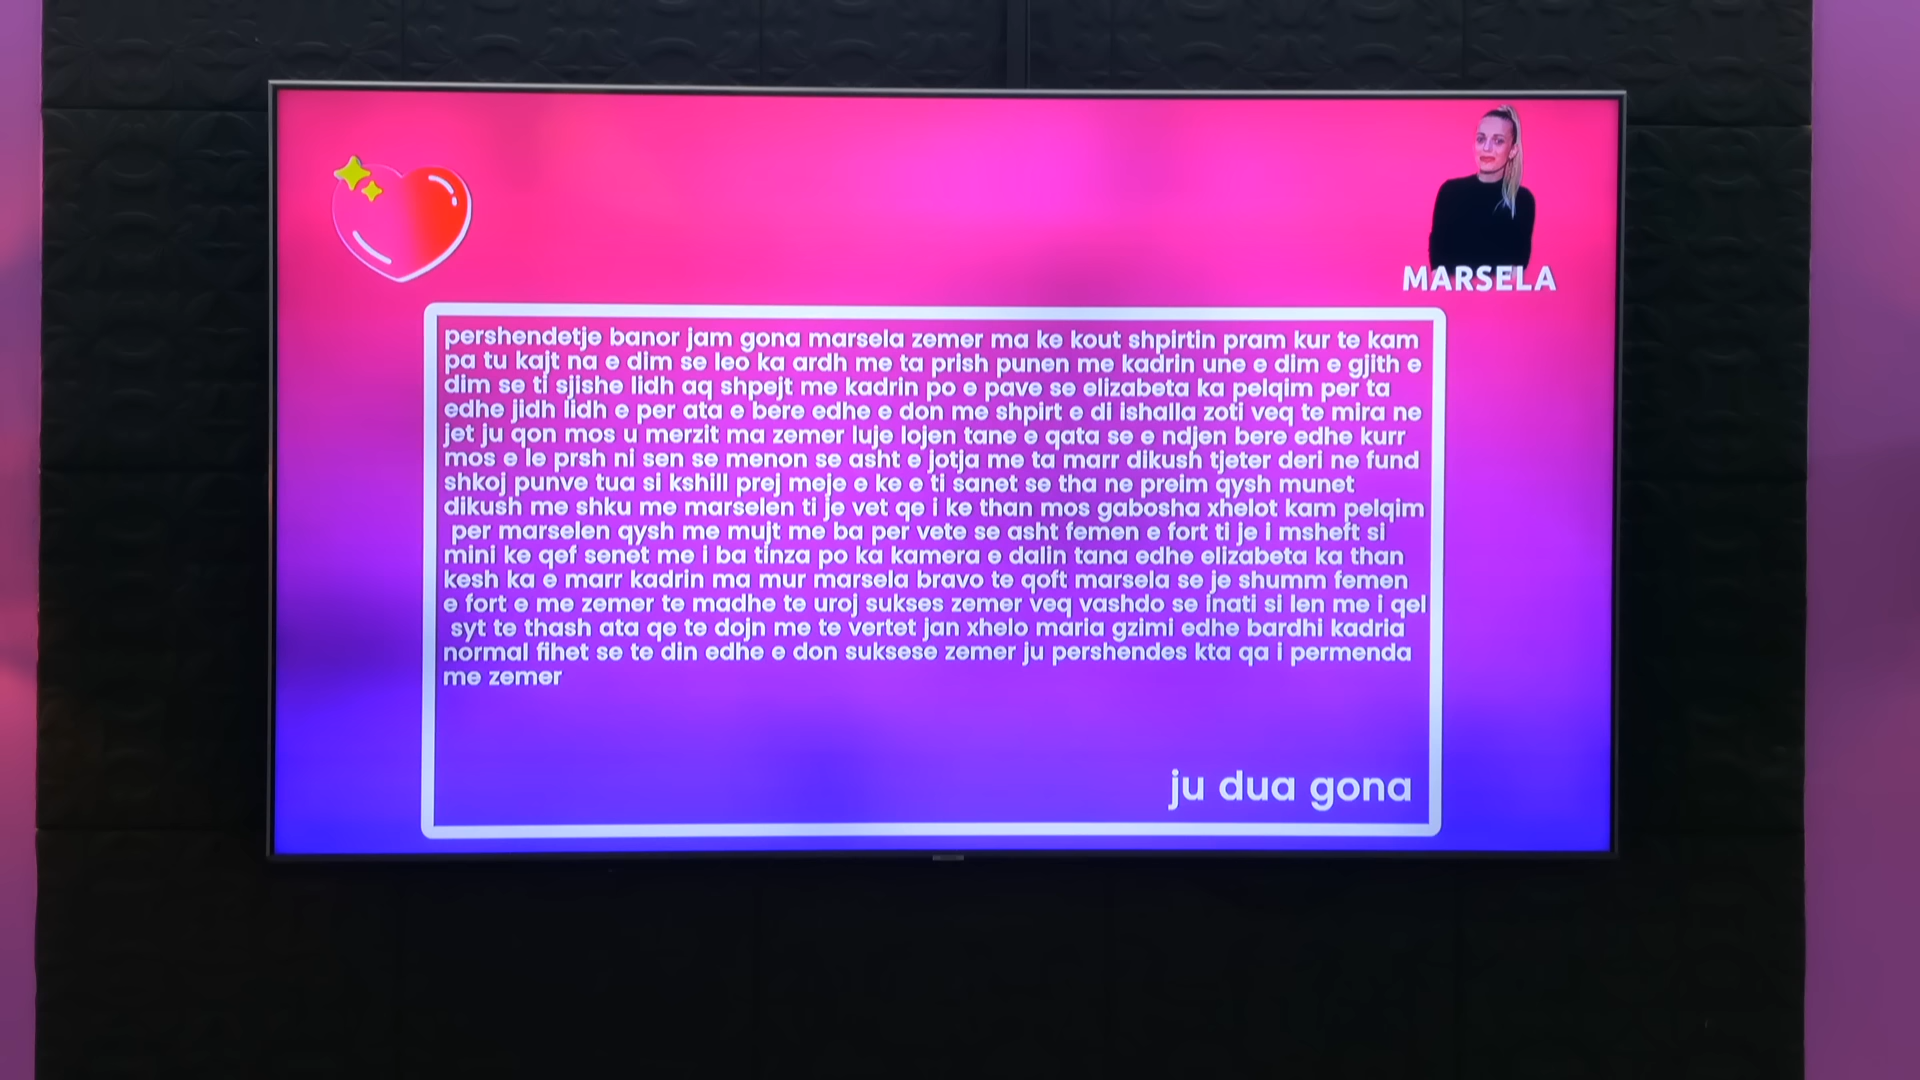 MARSELA
pershendetje banor jam gona marsela zemer ma ke kout shpirtin pram kur te kam
pa tu kajt na e dim se leo ka ardh me ta prish punen me kadrin une e dim e gjith e
dim se ti sjishe lidh aq shpejt me kadrin po e pave se elizabeta ka pelqim per ta
edhe jidh lidh e per ata e bere edhe e don me shpirt e di ishalla zoti veq te mira ne
jet ju qon mos u merzit ma zemer luje lojen tane e qata se e ndjen bere edhe kurr
mos e le prsh ni sen se menon se asht e jotja me ta marr dikush tjeter deri ne fund
shkoj punve tua si kshill prej meje e ke e ti sanet se tha ne preim qysh munet
dikush me shku me marselen ti je vet qe i ke than mos gabosha xhelot kam pelqim
per marselen qysh me mujt me ba per vete se asht femen e fort ti je i msheft si
mini ke qef senet me i ba tinza po ka kamera e dalin tana edhe elizabeta ka than
kesh ka e marr kadrin ma mur marsela bravo te qoft marsela se je shumm femen
e fort e me zemer te madhe te uroj sukses zemer veq vashdo se inati si len me i qel
syt te thash ata qe te dojn me te vertet jan xhelo maria gzimi edhe bardhi kadria
normal fihet se te din edhe e don suksese zemer ju pershendes kta qa i permenda
me zemer
ju dua gona